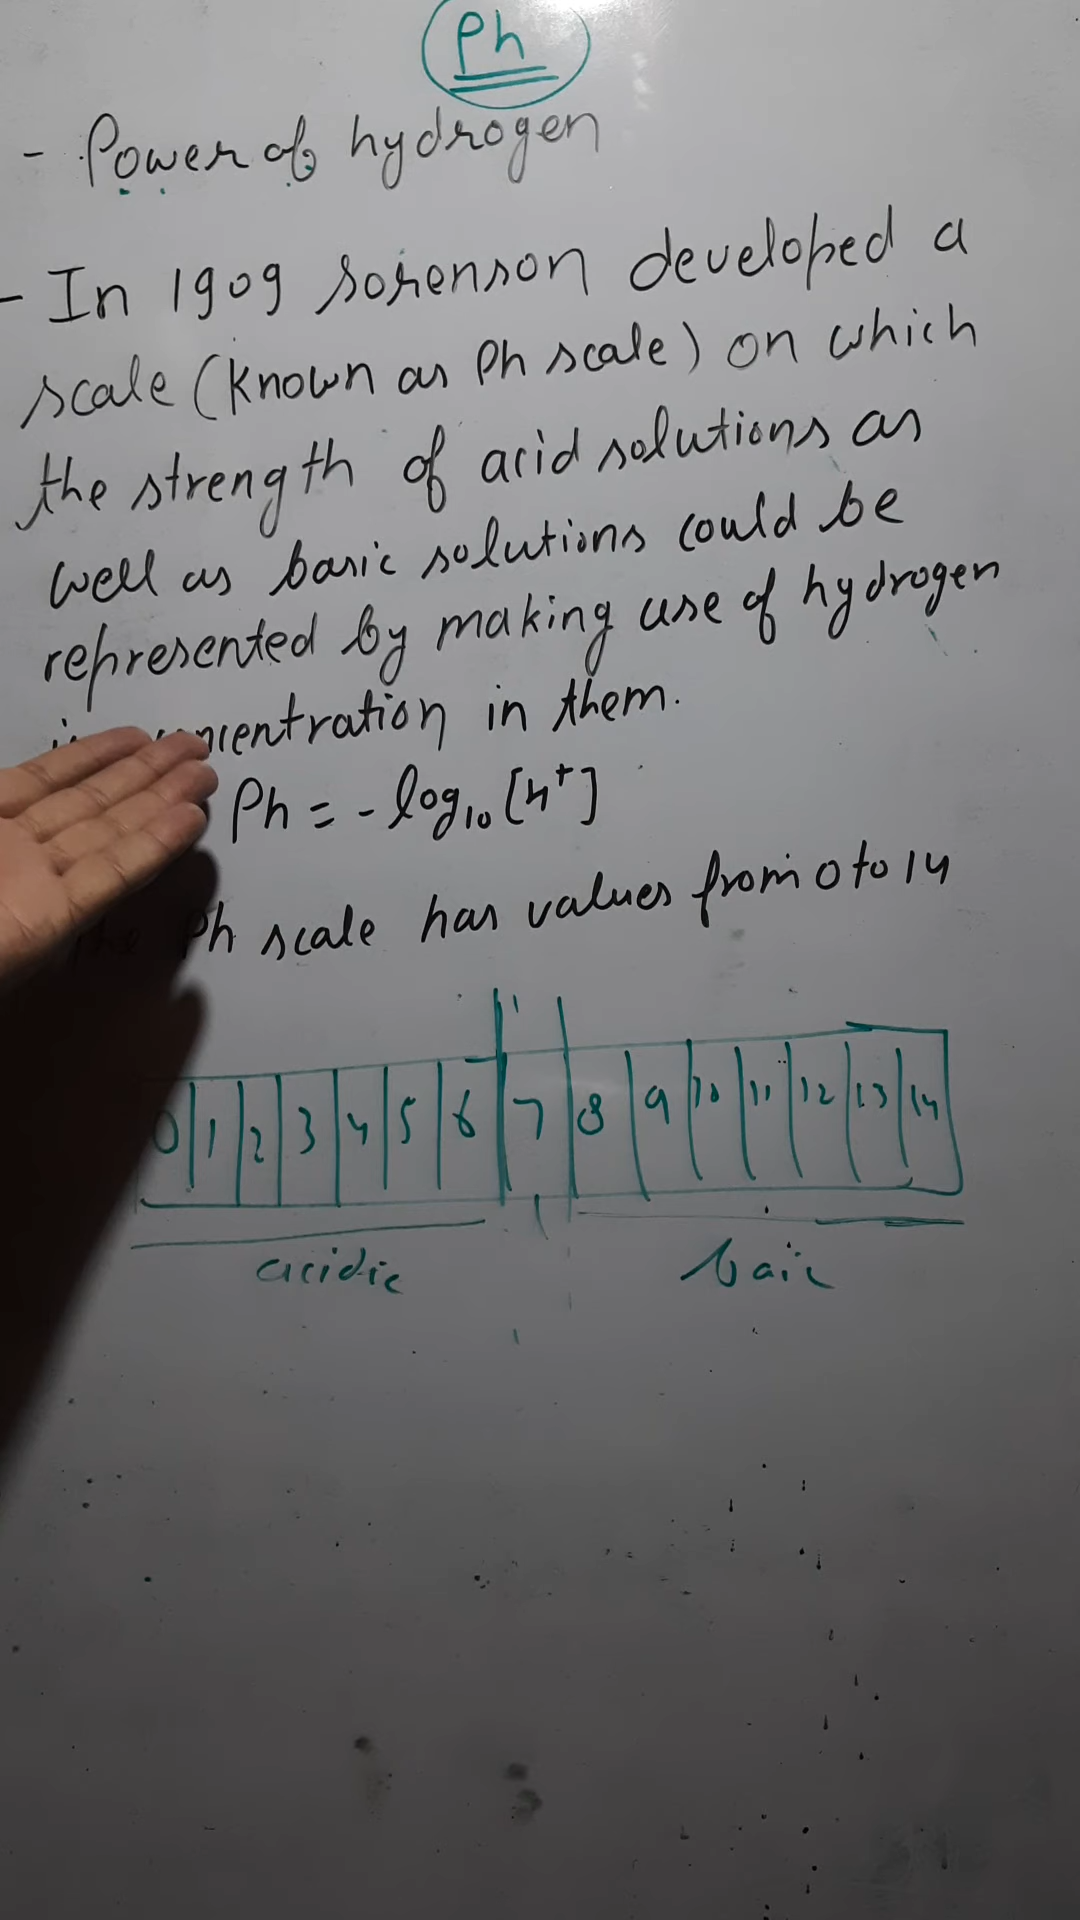 Ph
- Power of hydrogen
- In 1909 sorenson developed a
scale (known as Ph scale) on which
the strength of acid solutions as
well as basic solutions could be
represented by making use of hydrogen
in them.
Ph = - log10 [H+]
Ph scale has values from 0 to 14
0 1 2 3 4 5 6 7 8 9 10 11 12 13 14
acidic baic